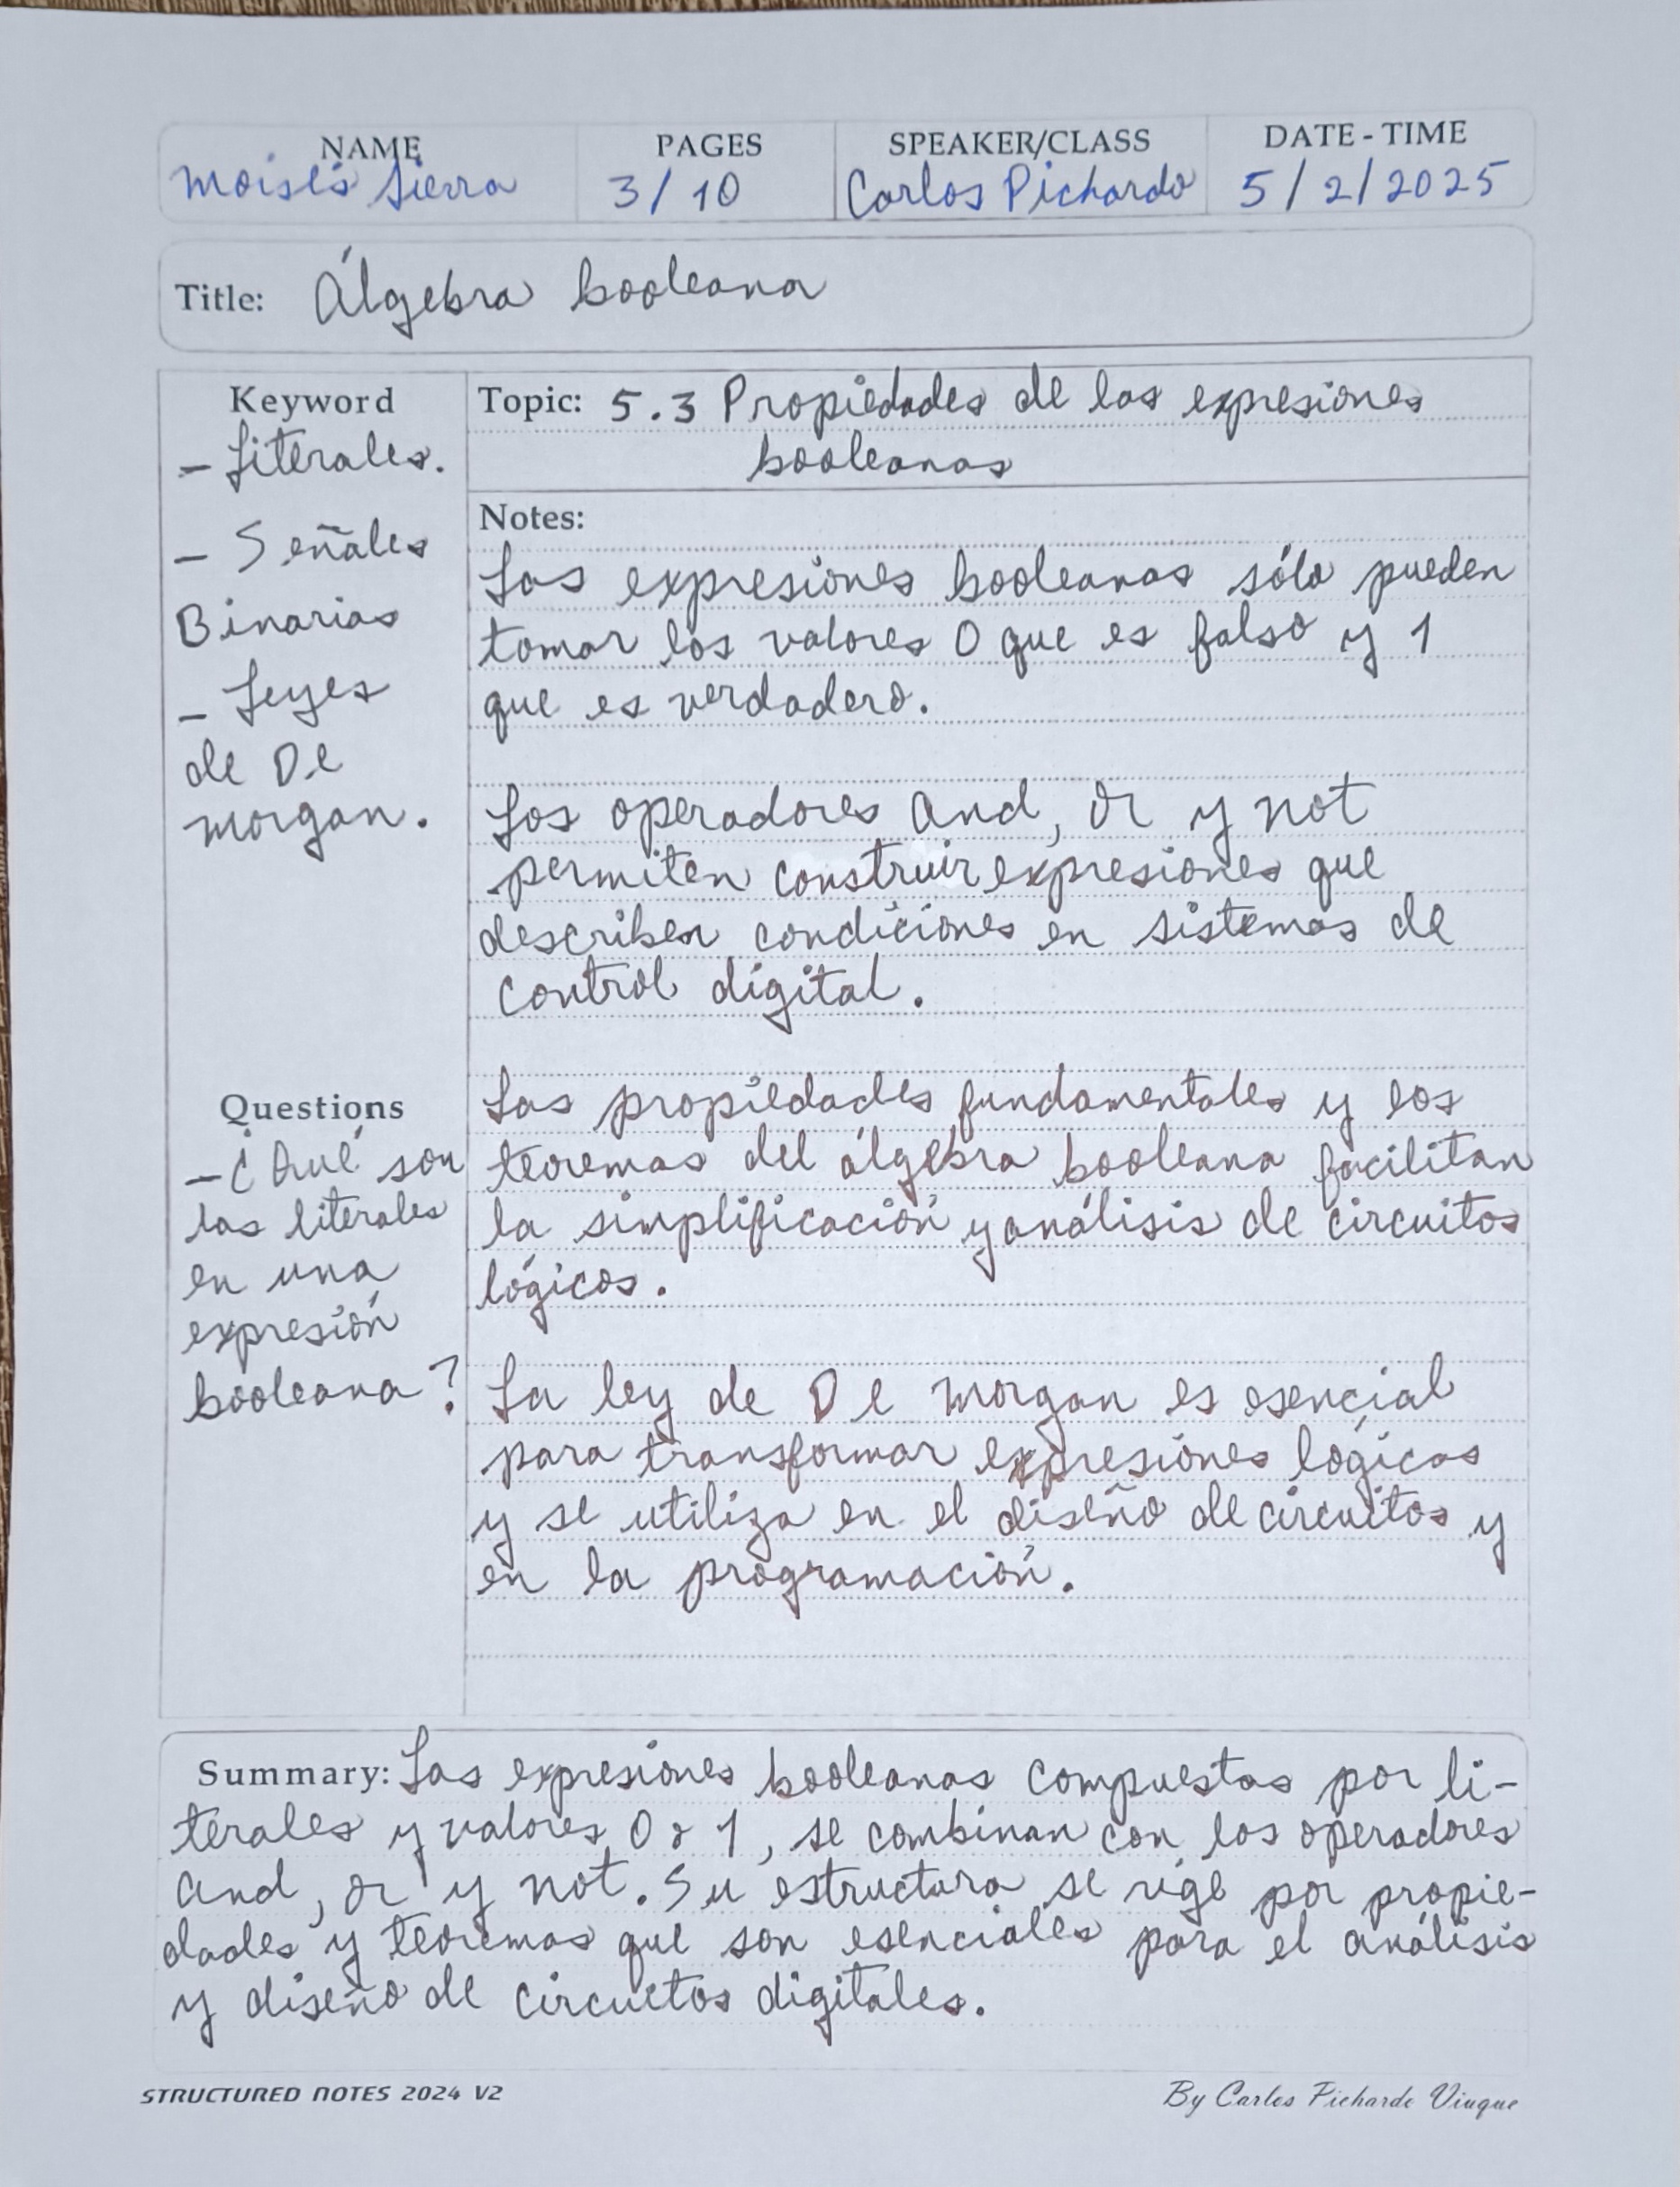 NAME PAGES SPEAKER/CLASS DATE - TIME
Moisés Sierra 3/10 Carlos Pichardo 5/2/2025
Title: Álgebra booleana
Keyword
- Literales.
- Señales
Binarias
- Leyes
de De
morgan.
Questions
- ¿Qué son
las literales
en una
expresión
booleana?
Topic: 5.3 Propiedades de las expresiones
booleanas
Notes:
Las expresiones booleanas sólo pueden
tomar los valores 0 que es falso y 1
que es verdadero.
Los operadores And, Or y not
permiten construir expresiones que
describen condiciones en sistemas de
control digital.
Las propiedades fundamentales y los
teoremas del álgebra booleana facilitan
la simplificación y análisis de circuitos
lógicos.
La ley de De morgan es esencial
para transformar expresiones lógicas
y se utiliza en el diseño de circuitos y
en la programación.
Summary: Las expresiones booleanas compuestas por li-
terales y valores 0 o 1, se combinan con los operadores
And, or y not. Su estructura se rige por propie-
dades y teoremas que son esenciales para el análisis
y diseño de circuitos digitales.
STRUCTURED NOTES 2024 V2 By Carlos Pichardo Viuque